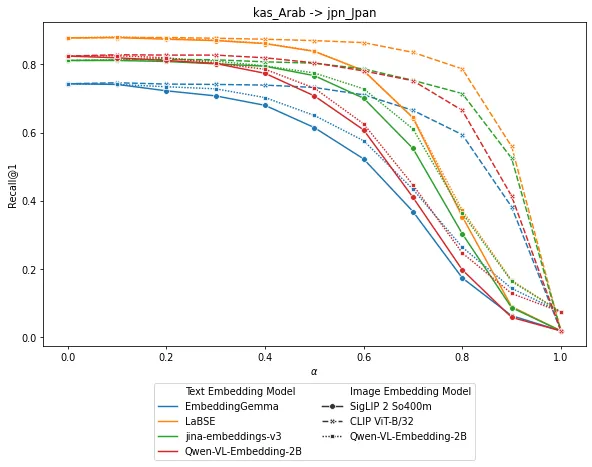 kas_Arab -> jpn_Jpan
Recall@1
0.8
0.6
0.4
0.2
0.0
0.0 0.2 0.4 0.6 0.8 1.0
α
Text Embedding Model
EmbeddingGemma
LaBSE
jina-embeddings-v3
Qwen-VL-Embedding-2B
Image Embedding Model
SigLIP 2 So400m
CLIP ViT-B/32
Qwen-VL-Embedding-2B